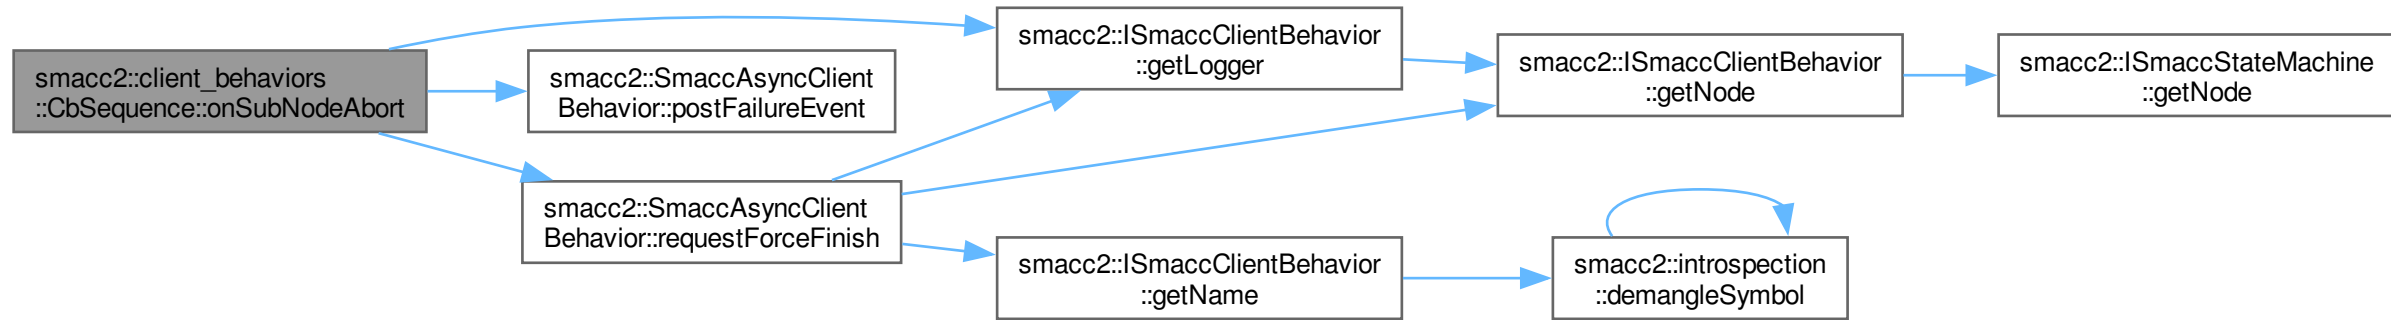 smacc2::client_behaviors
::CbSequence::onSubNodeAbort
smacc2::ISmaccClientBehavior
::getLogger
smacc2::ISmaccClientBehavior
::getNode
smacc2::ISmaccStateMachine
::getNode
smacc2::SmaccAsyncClient
Behavior::postFailureEvent
smacc2::SmaccAsyncClient
Behavior::requestForceFinish
smacc2::ISmaccClientBehavior
::getName
smacc2::introspection
::demangleSymbol